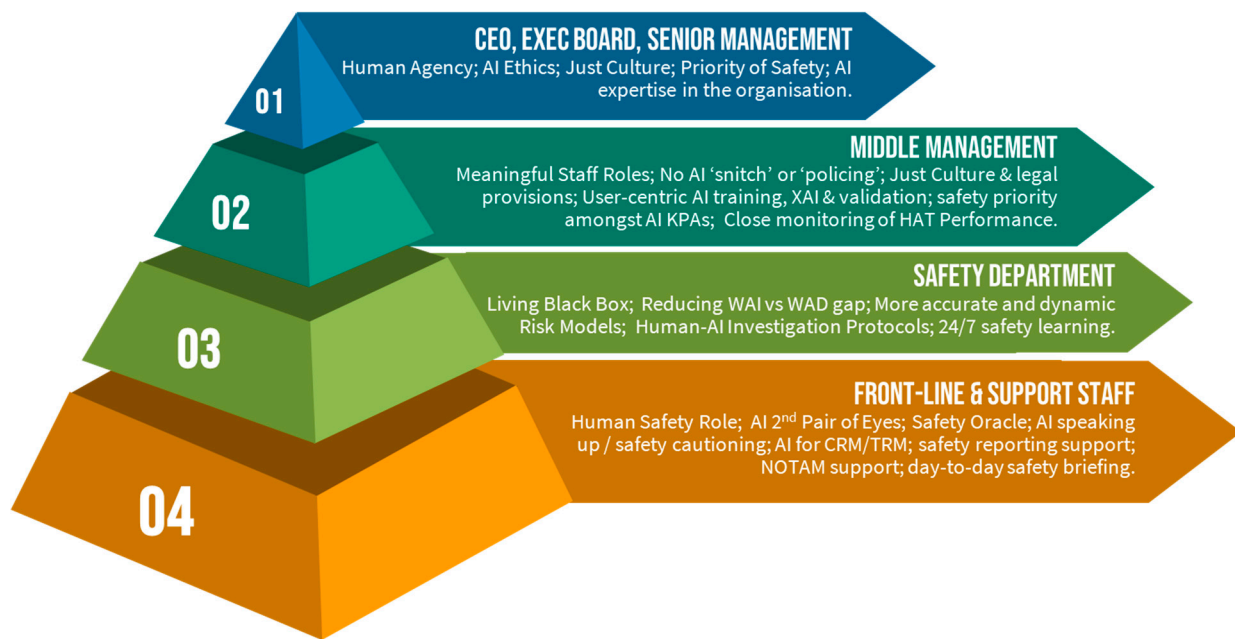 01
CEO, EXEC BOARD, SENIOR MANAGEMENT
Human Agency; AI Ethics; Just Culture; Priority of Safety; AI
expertise in the organisation.
02
MIDDLE MANAGEMENT
Meaningful Staff Roles; No AI ‘snitch’ or ‘policing’; Just Culture & legal
provisions; User-centric AI training, XAI & validation; safety priority
amongst AI KPAs; Close monitoring of HAT Performance.
03
SAFETY DEPARTMENT
Living Black Box; Reducing WAI vs WAD gap; More accurate and dynamic
Risk Models; Human-AI Investigation Protocols; 24/7 safety learning.
04
FRONT-LINE & SUPPORT STAFF
Human Safety Role; AI 2nd Pair of Eyes; Safety Oracle; AI speaking
up / safety cautioning; AI for CRM/TRM; safety reporting support;
NOTAM support; day-to-day safety briefing.